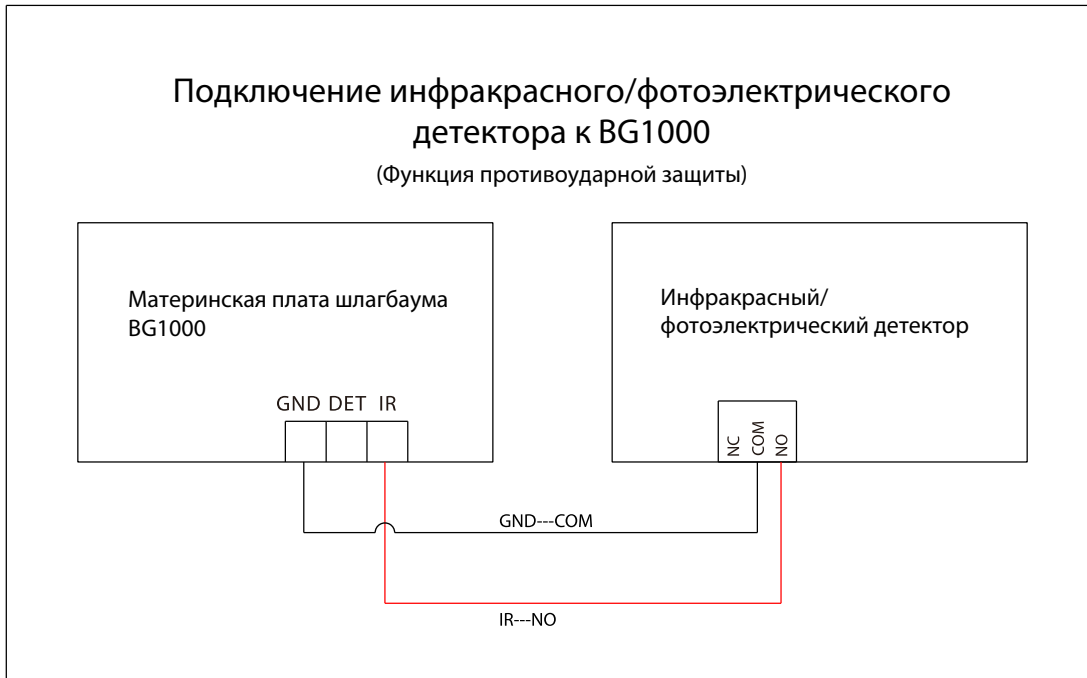 Подключение инфракрасного/фотоэлектрического
детектора к BG1000
(Функция противоударной защиты)
Материнская плата шлагбаума
BG1000
GND DET IR
Инфракрасный/
фотоэлектрический детектор
NC
COM
NO
GND---COM
IR---NO